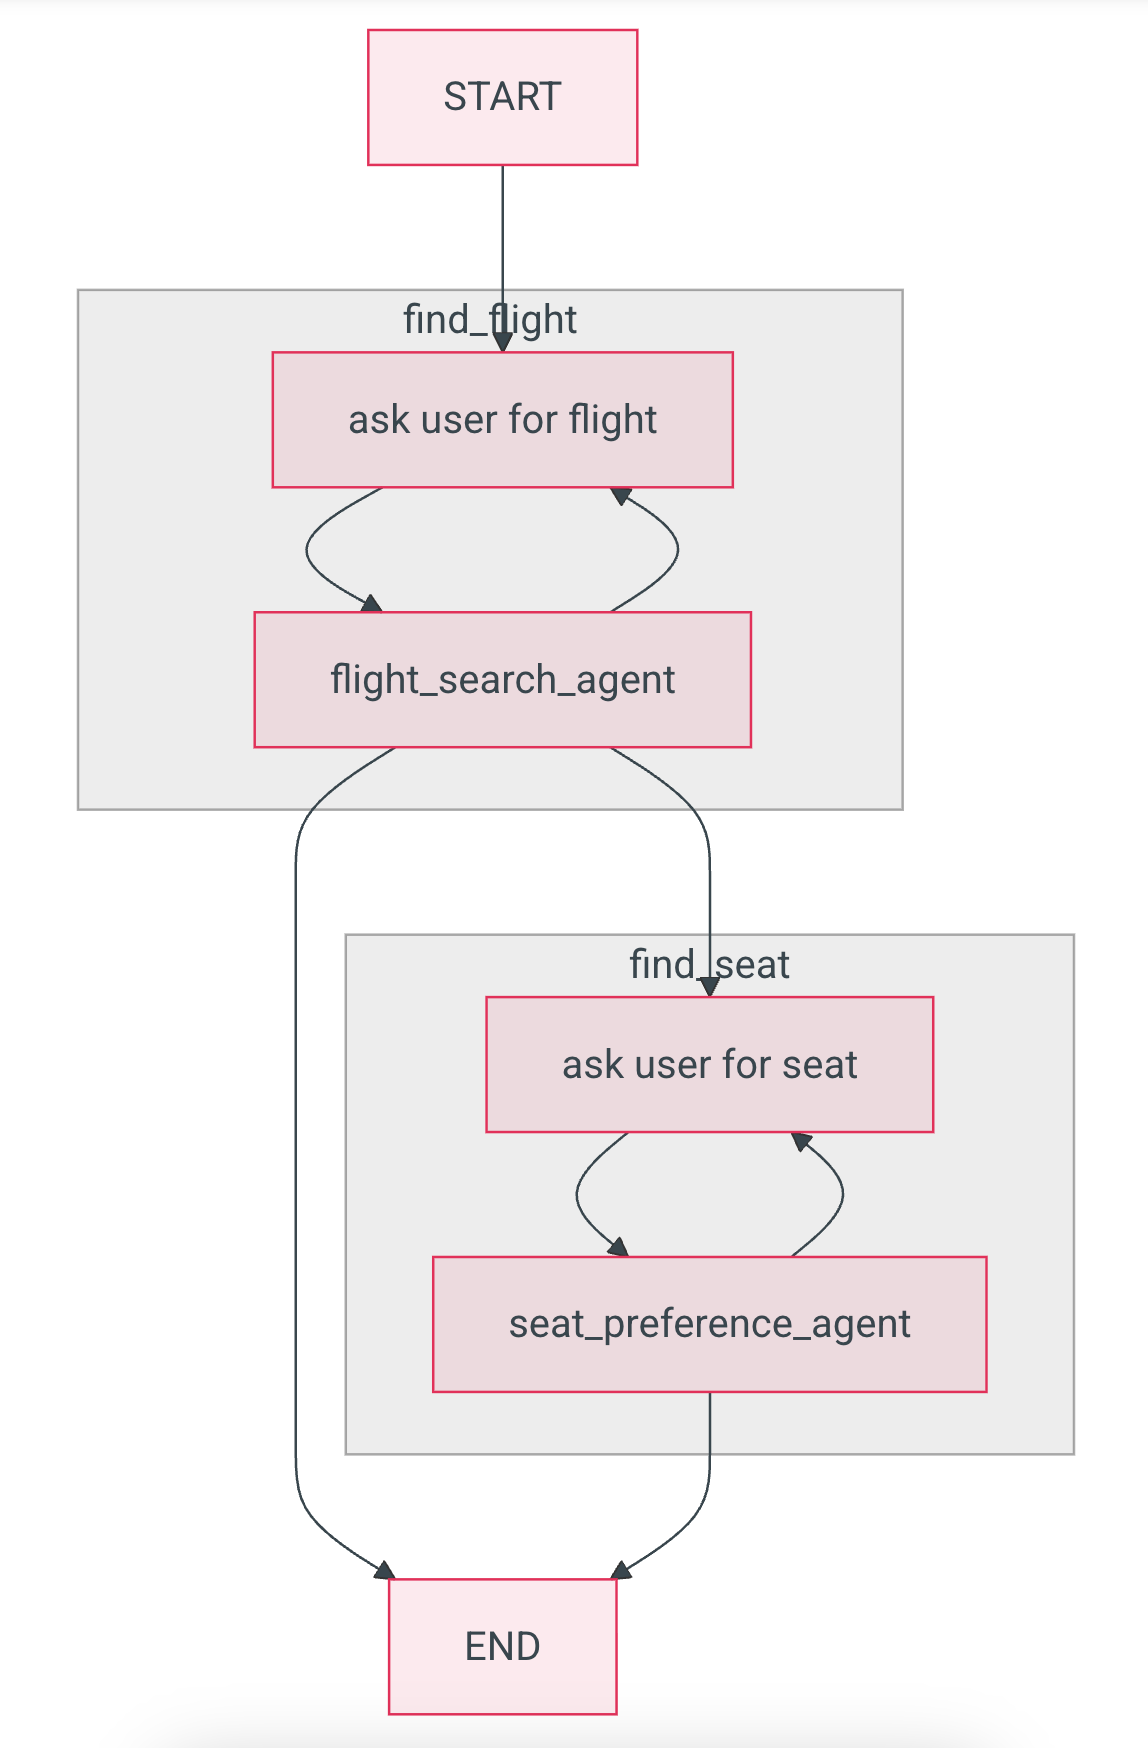 START
find_flight
ask user for flight
flight_search_agent
find_seat
ask user for seat
seat_preference_agent
END